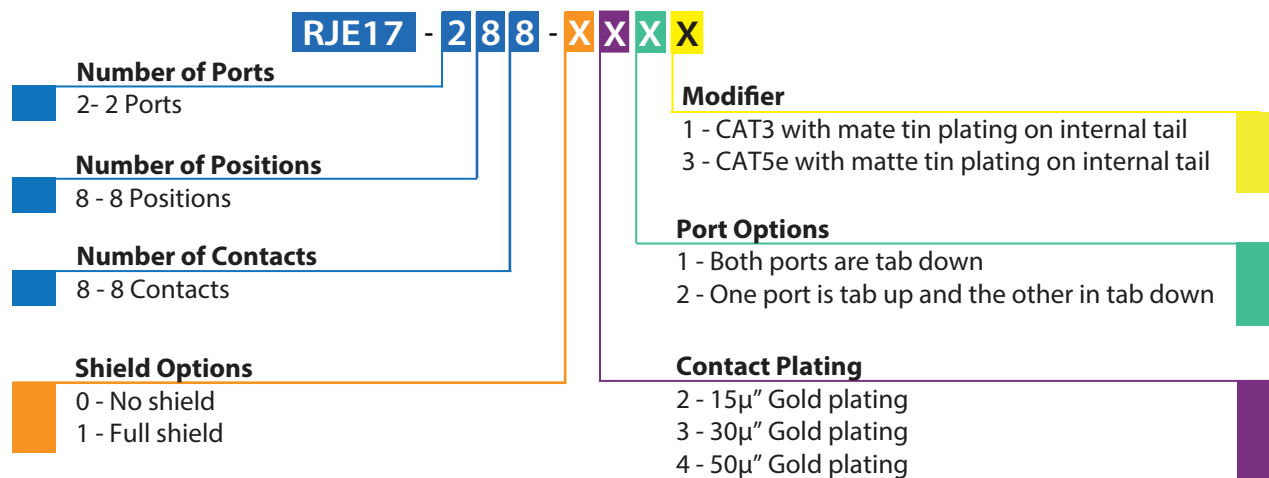 RJE17 - 2 8 8 - X X X X
Number of Ports
2- 2 Ports
Number of Positions
8 - 8 Positions
Number of Contacts
8 - 8 Contacts
Shield Options
0 - No shield
1 - Full shield
Modifier
1 - CAT3 with mate tin plating on internal tail
3 - CAT5e with matte tin plating on internal tail
Port Options
1 - Both ports are tab down
2 - One port is tab up and the other in tab down
Contact Plating
2 - 15µ” Gold plating
3 - 30µ” Gold plating
4 - 50µ” Gold plating